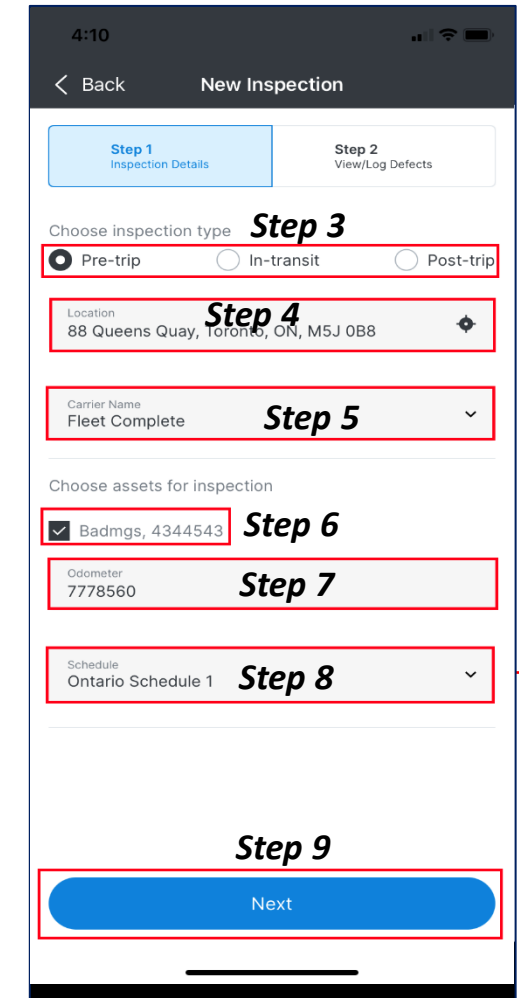 4:10
Back New Inspection
Step 1 Step 2
Inspection Details View/Log Defects
Choose inspection type Step 3
Pre-trip In-transit Post-trip
Location
Step 4
88 Queens Quay, Toronto, ON, M5J 0B8
Carrier Name
Fleet Complete Step 5
Choose assets for inspection
Badmgs, 4344543 Step 6
Odometer
7778560 Step 7
Schedule
Ontario Schedule 1 Step 8
Step 9
Next